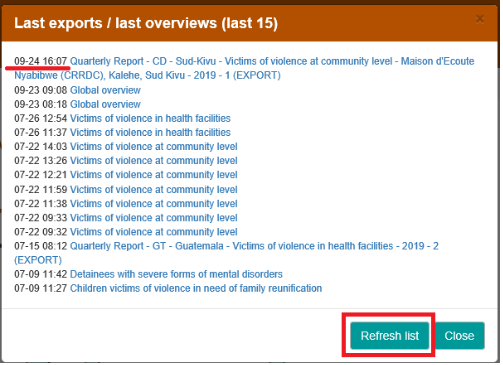 Last exports / last overviews (last 15)
×
09-24 16:07 Quarterly Report - CD - Sud-Kivu - Victims of violence at community level - Maison d'Ecoute
Nyabibwe (CRRDC), Kalehe, Sud Kivu - 2019 - 1 (EXPORT)
09-23 09:08 Global overview
09-23 08:18 Global overview
07-26 12:54 Victims of violence in health facilities
07-26 11:37 Victims of violence in health facilities
07-22 14:03 Victims of violence at community level
07-22 13:26 Victims of violence at community level
07-22 12:21 Victims of violence at community level
07-22 11:59 Victims of violence at community level
07-22 11:38 Victims of violence at community level
07-22 09:33 Victims of violence at community level
07-22 09:32 Victims of violence at community level
07-15 08:12 Quarterly Report - GT - Guatemala - Victims of violence in health facilities - 2019 - 2
(EXPORT)
07-09 11:42 Detainees with severe forms of mental disorders
07-09 11:27 Children victims of violence in need of family reunification
Refresh list
Close